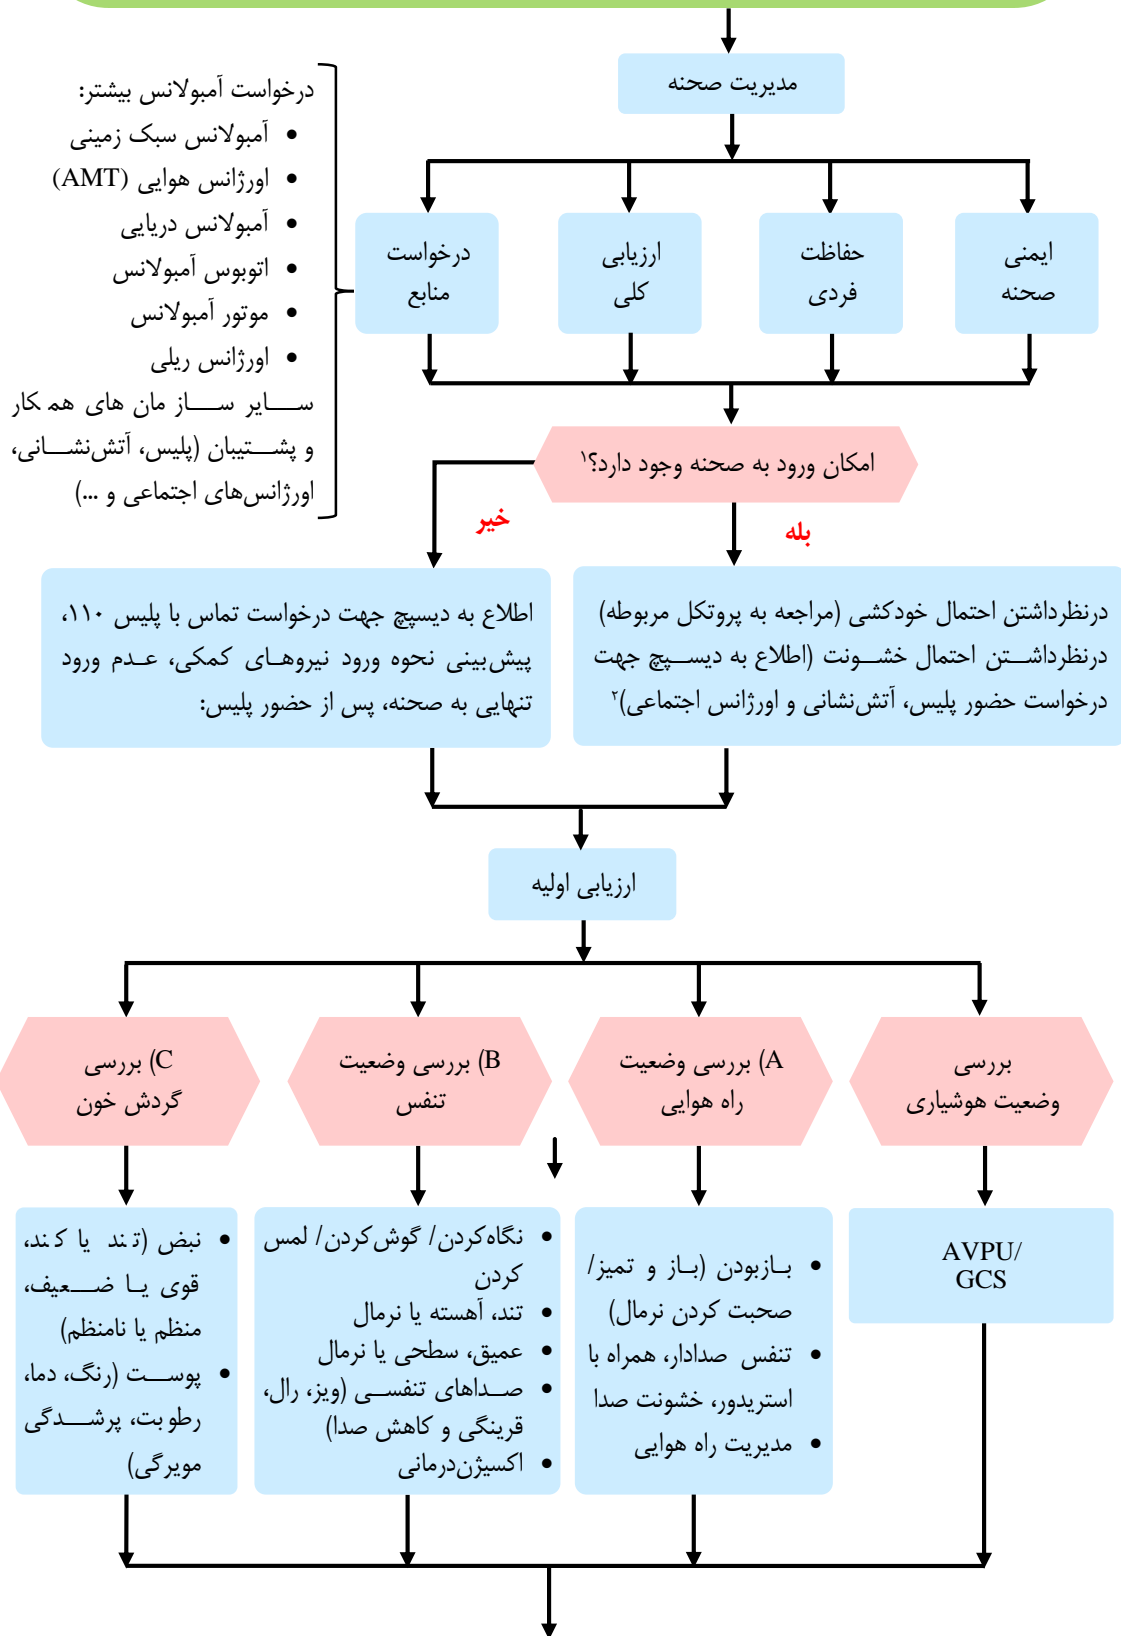 مدیریت صحنه
ایمنی
صحنه
حفاظت
فردی
ارزیابی
کلی
درخواست
منابع
درخواست آمبولانس بیشتر:
• آمبولانس سبک زمینی
• اورژانس هوایی (AMT)
• آمبولانس دریایی
• اتوبوس آمبولانس
• موتور آمبولانس
• اورژانس ریلی
سایر سازمان های همکار
و پشتیبان (پلیس، آتش‌نشانی،
اورژانس‌های اجتماعی و ...)
امکان ورود به صحنه وجود دارد؟۱
بله
خیر
درنظرداشتن احتمال خودکشی (مراجعه به پروتکل مربوطه)
درنظرداشتن احتمال خشونت (اطلاع به دیسپچ جهت
درخواست حضور پلیس، آتش‌نشانی و اورژانس اجتماعی)۲
اطلاع به دیسپچ جهت درخواست تماس با پلیس ۱۱۰،
پیش‌بینی نحوه ورود نیروهای کمکی، عدم ورود
تنهایی به صحنه، پس از حضور پلیس:
ارزیابی اولیه
بررسی
وضعیت هوشیاری
A) بررسی وضعیت
راه هوایی
B) بررسی وضعیت
تنفس
C) بررسی
گردش خون
AVPU/
GCS
• بازبودن (باز و تمیز/
صحبت کردن نرمال)
• تنفس صدادار، همراه با
استریدور، خشونت صدا
• مدیریت راه هوایی
• نگاه‌کردن/ گوش‌کردن/ لمس
کردن
• تند، آهسته یا نرمال
• عمیق، سطحی یا نرمال
• صداهای تنفسی (ویز، رال،
قرینگی و کاهش صدا)
• اکسیژن‌درمانی
• نبض (تند یا کند،
قوی یا ضعیف،
منظم یا نامنظم)
• پوست (رنگ، دما،
رطوبت، پرشدگی
مویرگی)